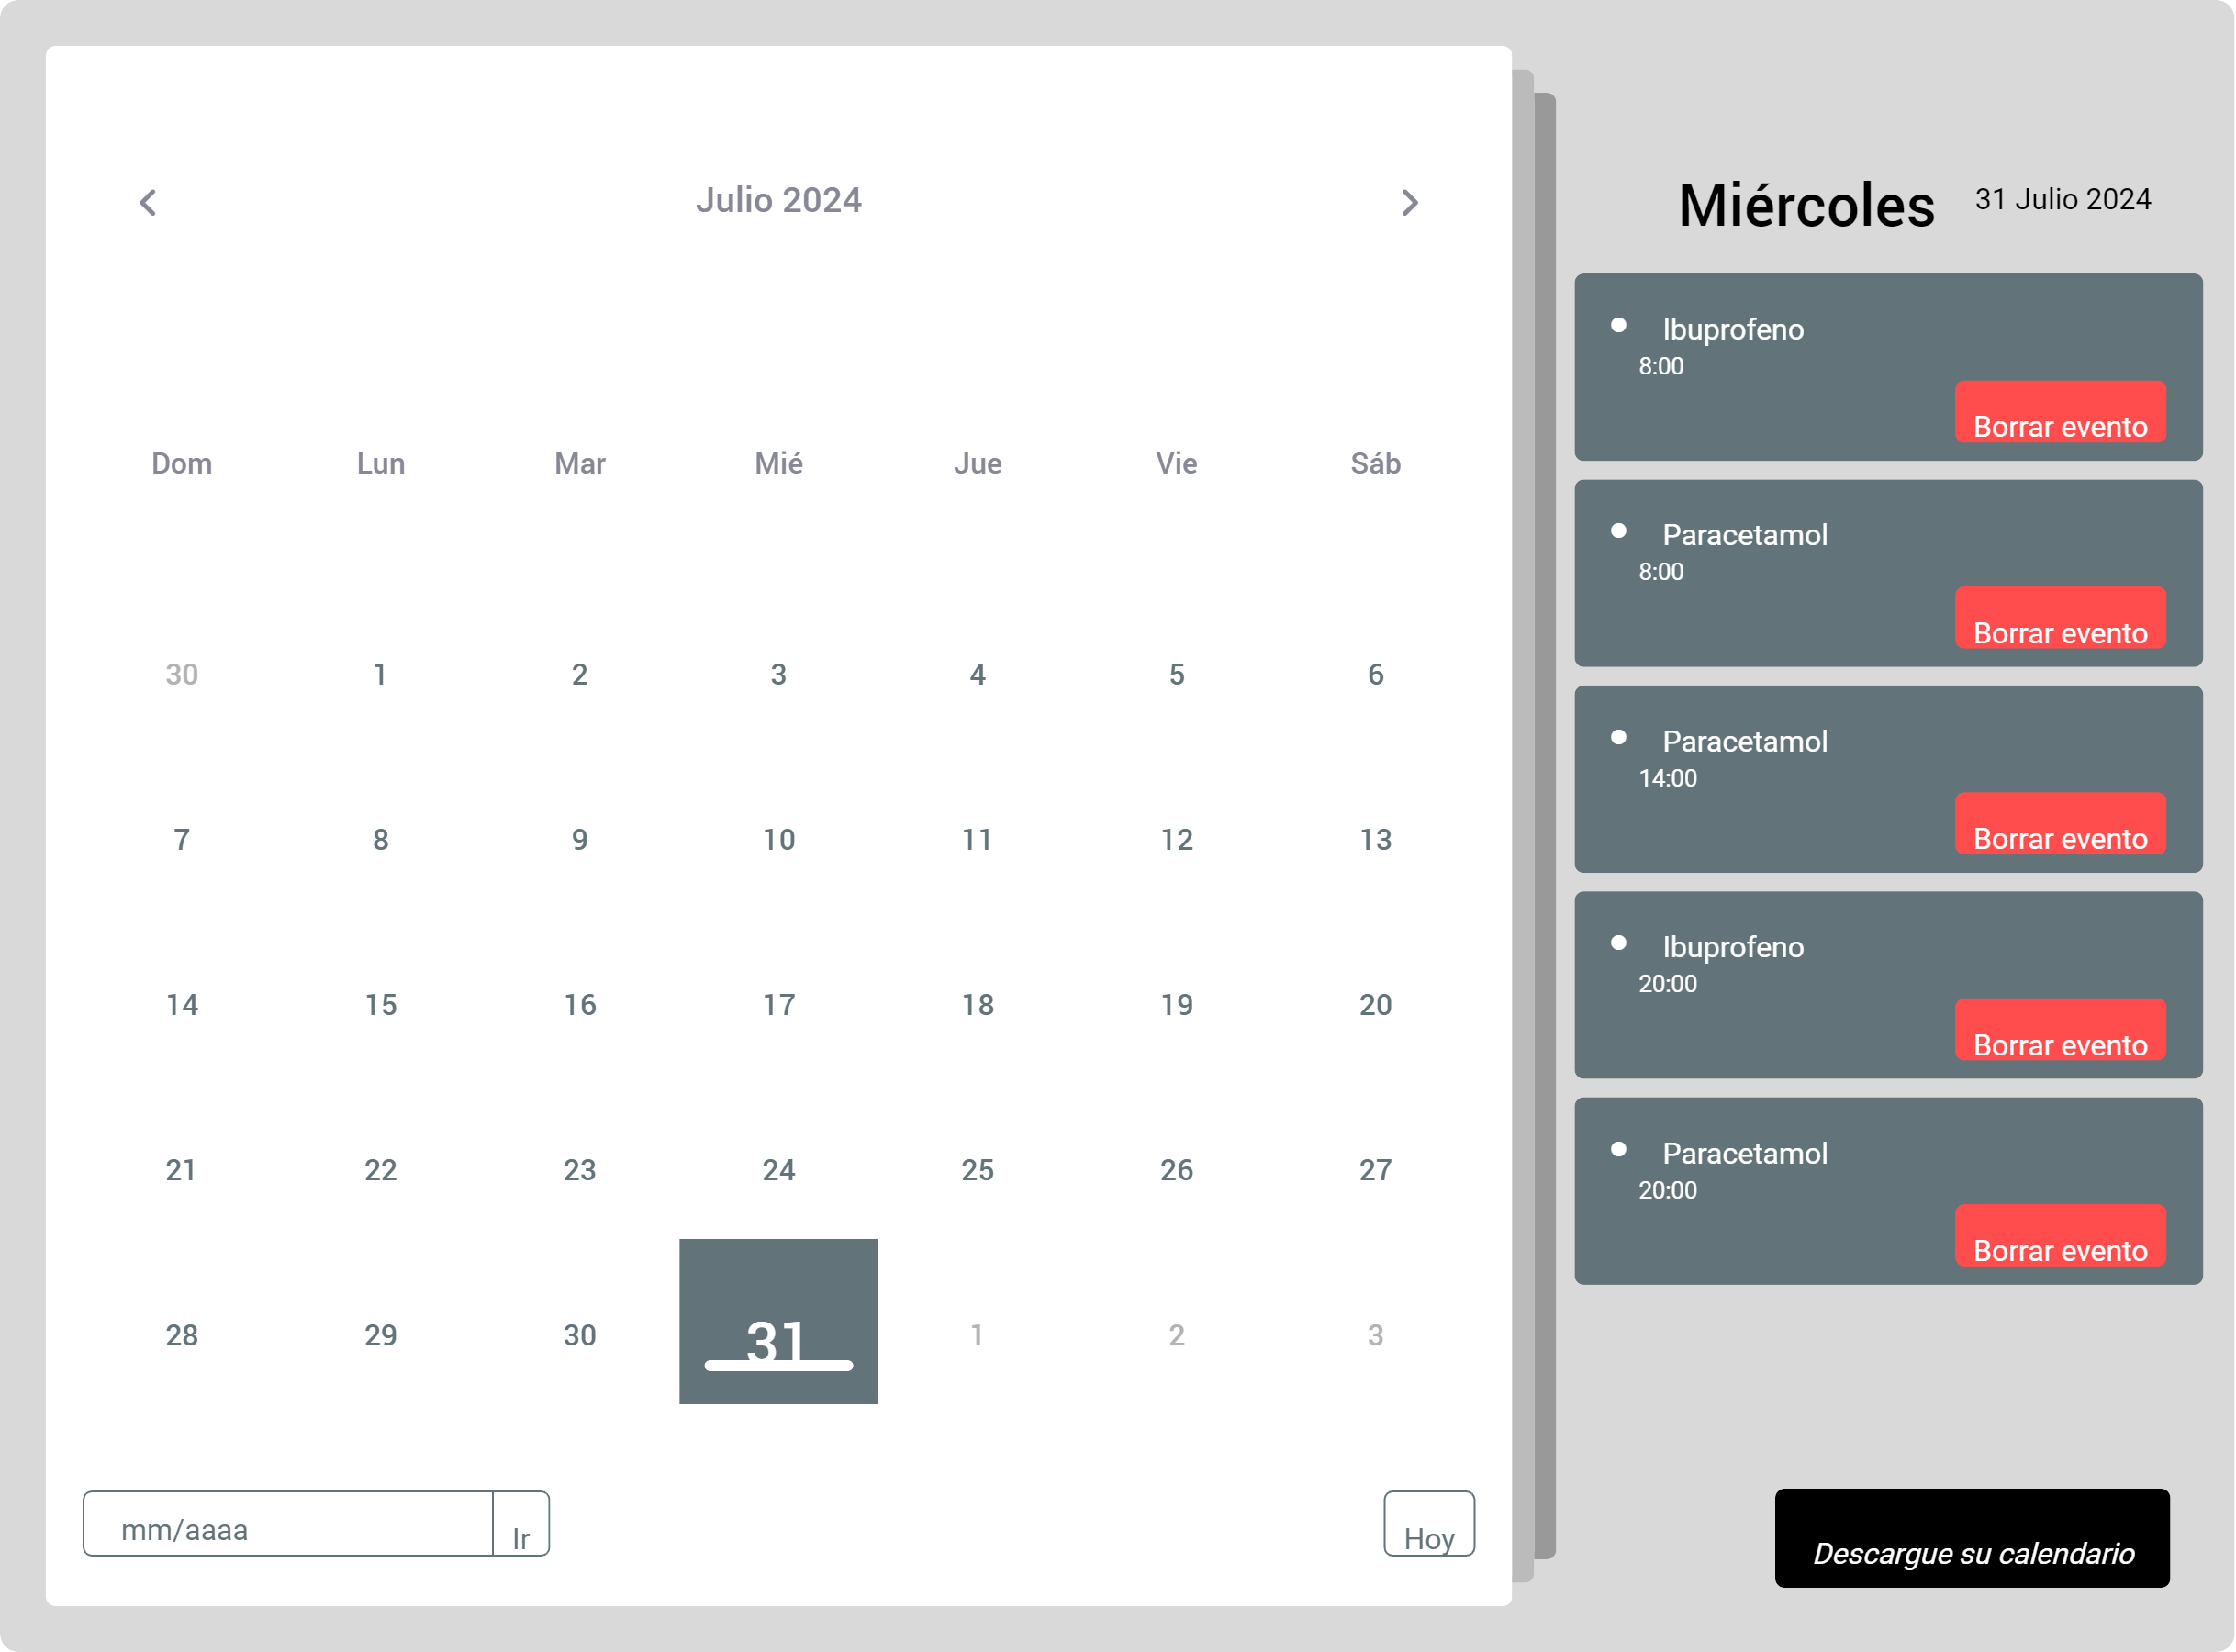 Julio 2024
Dom Lun Mar Mié Jue Vie Sáb
30 1 2 3 4 5 6
7 8 9 10 11 12 13
14 15 16 17 18 19 20
21 22 23 24 25 26 27
28 29 30 31 1 2 3
mm/aaaa Ir Hoy
Miércoles 31 Julio 2024
Ibuprofeno
8:00
Borrar evento
Paracetamol
8:00
Borrar evento
Paracetamol
14:00
Borrar evento
Ibuprofeno
20:00
Borrar evento
Paracetamol
20:00
Borrar evento
Descargue su calendario